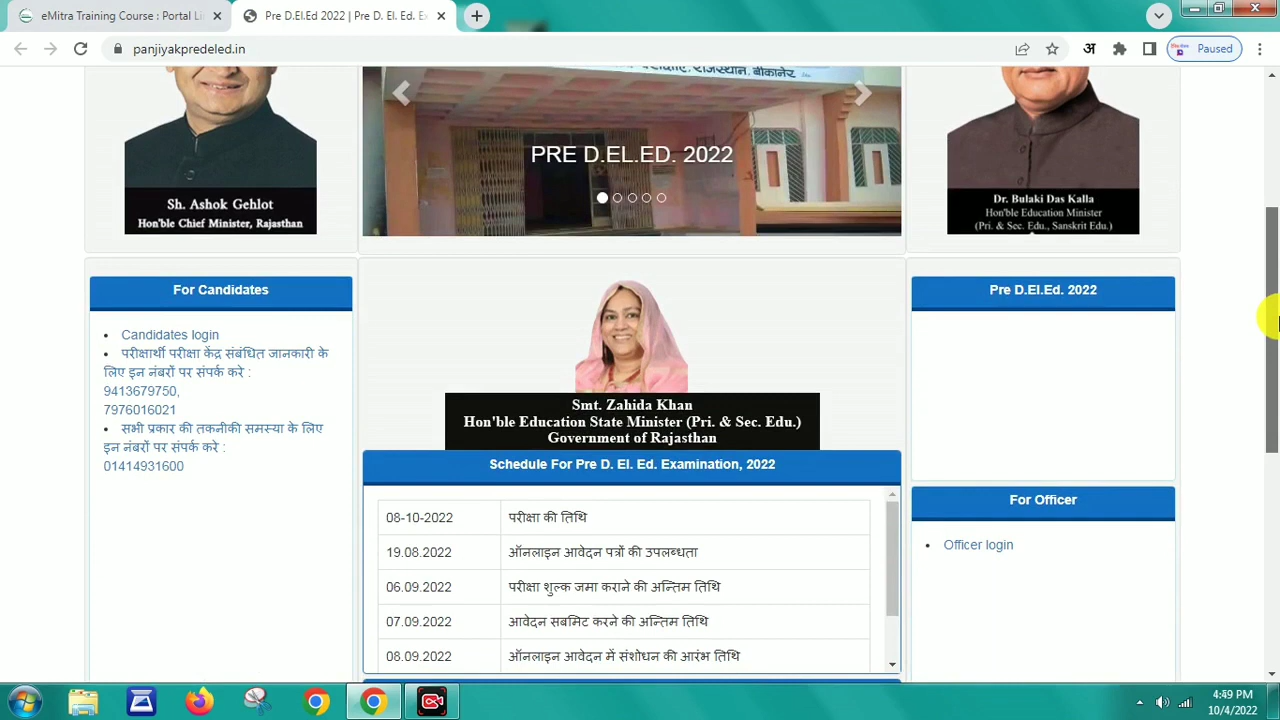 eMitra Training Course : Portal Li
Pre D.El.Ed 2022 | Pre D. El. Ed. Ex
panjiyakpredeled.in
अ
Paused
राजस्थान, बीकानेर
PRE D.EL.ED. 2022
Sh. Ashok Gehlot
Hon'ble Chief Minister, Rajasthan
Dr. Bulaki Das Kalla
Hon'ble Education Minister
(Pri. & Sec. Edu., Sanskrit Edu.)
For Candidates
Candidates login
परीक्षार्थी परीक्षा केंद्र संबंधित जानकारी के
लिए इन नंबरों पर संपर्क करे :
9413679750,
7976016021
सभी प्रकार की तकनीकी समस्या के लिए
इन नंबरों पर संपर्क करे :
01414931600
Smt. Zahida Khan
Hon'ble Education State Minister (Pri. & Sec. Edu.)
Government of Rajasthan
Schedule For Pre D. El. Ed. Examination, 2022
08-10-2022 परीक्षा की तिथि
19.08.2022 ऑनलाइन आवेदन पत्रों की उपलब्धता
06.09.2022 परीक्षा शुल्क जमा कराने की अन्तिम तिथि
07.09.2022 आवेदन सबमिट करने की अन्तिम तिथि
08.09.2022 ऑनलाइन आवेदन में संशोधन की आरंभ तिथि
Pre D.El.Ed. 2022
For Officer
Officer login
4:49 PM
10/4/2022